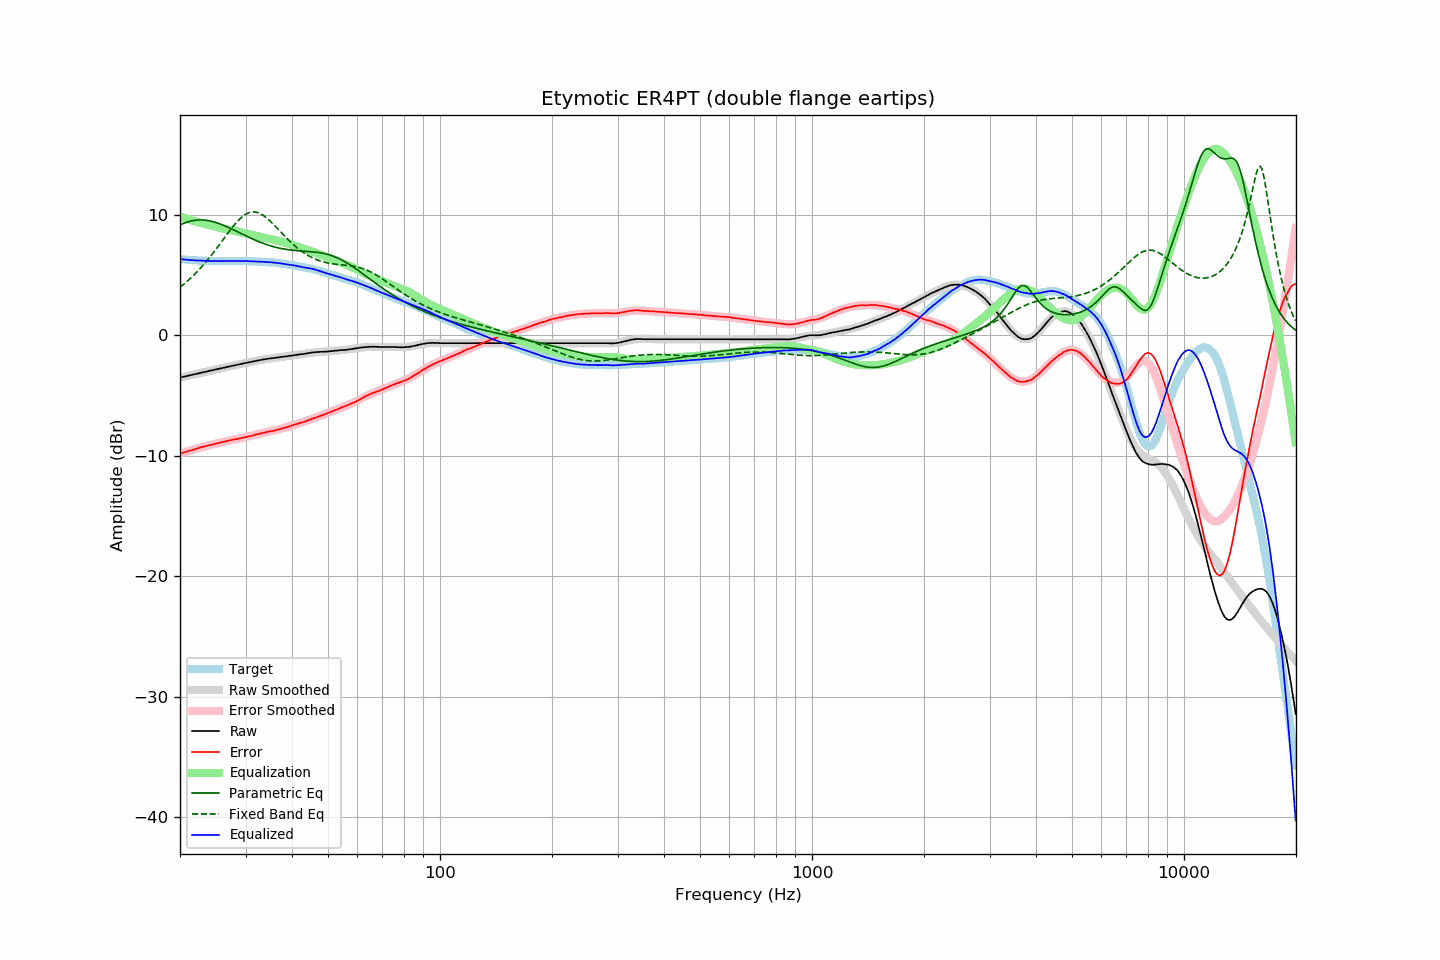 Etymotic ER4PT (double flange eartips)
Amplitude (dBr)
10
0
−10
−20
−30
−40
Target
Raw Smoothed
Error Smoothed
Raw
Error
Equalization
Parametric Eq
Fixed Band Eq
Equalized
100
1000
10000
Frequency (Hz)